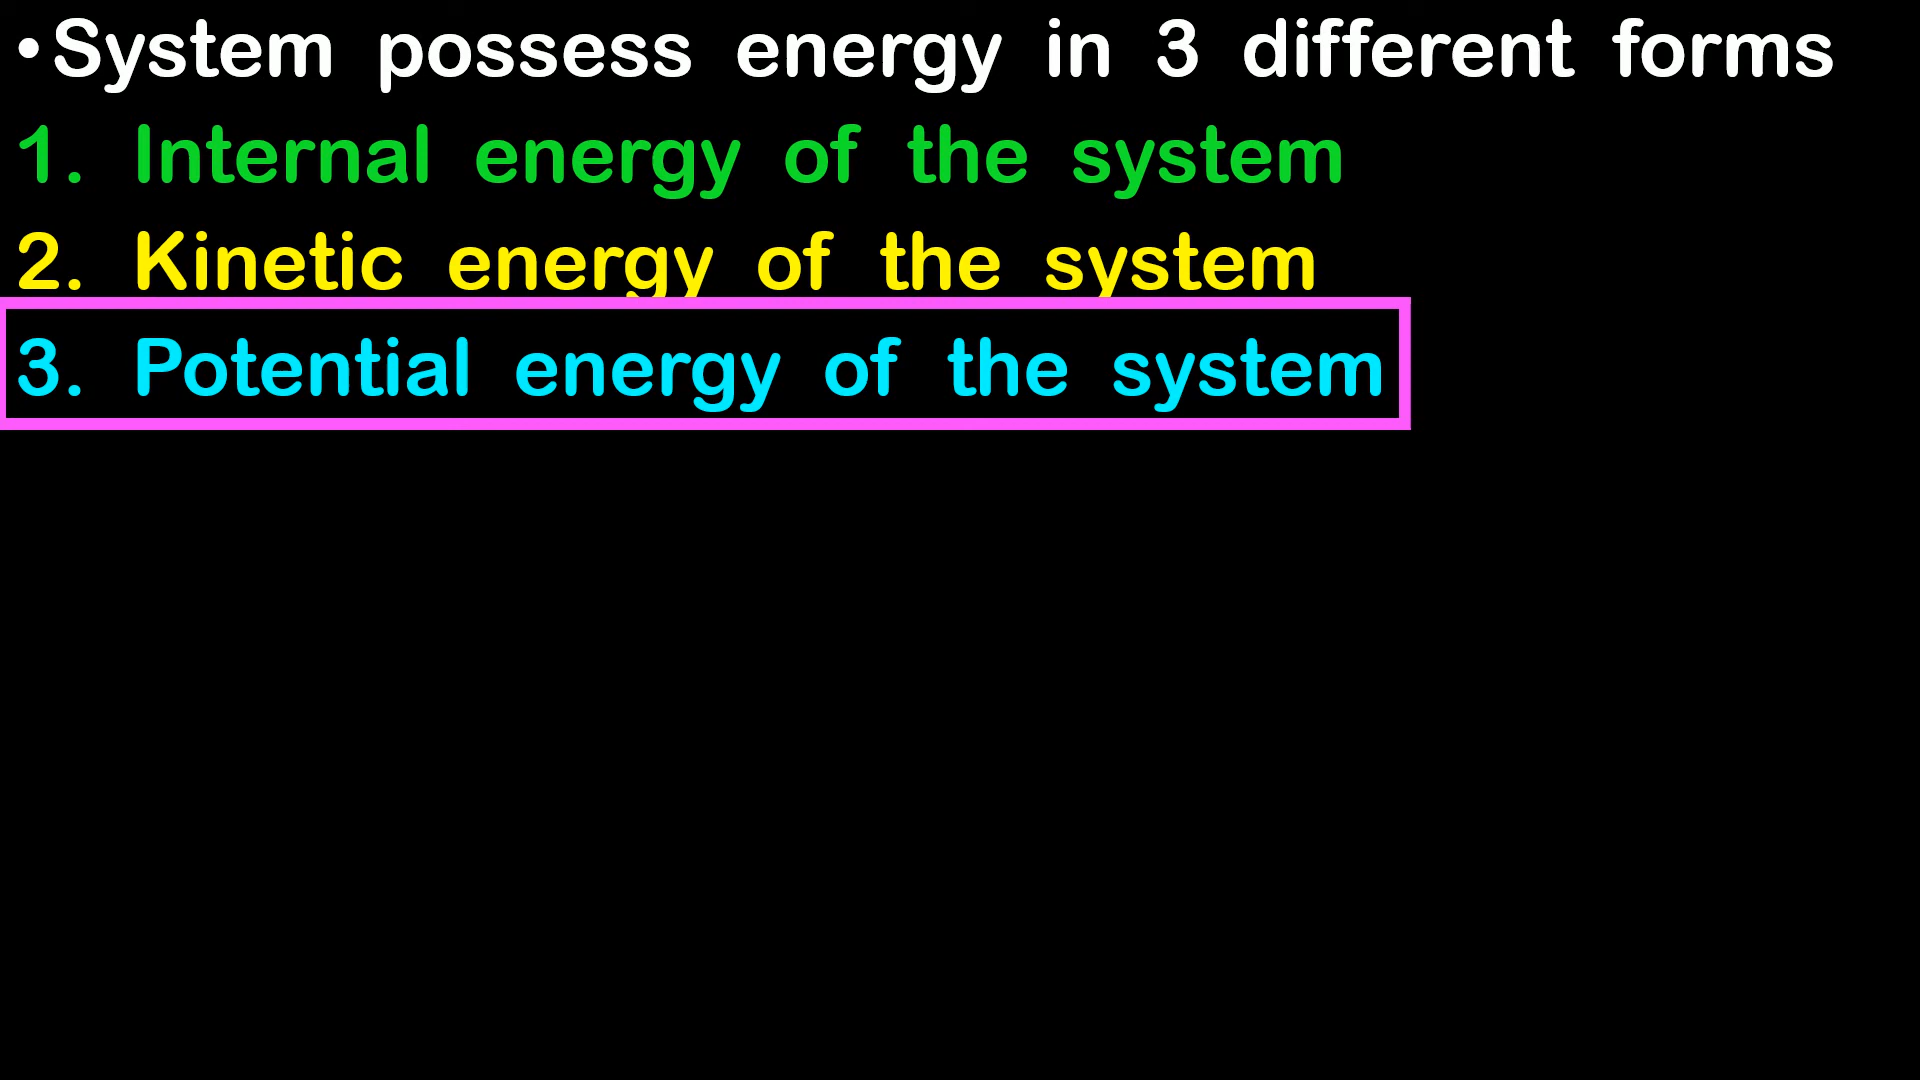 •System possess energy in 3 different forms
1. Internal energy of the system
2. Kinetic energy of the system
3. Potential energy of the system